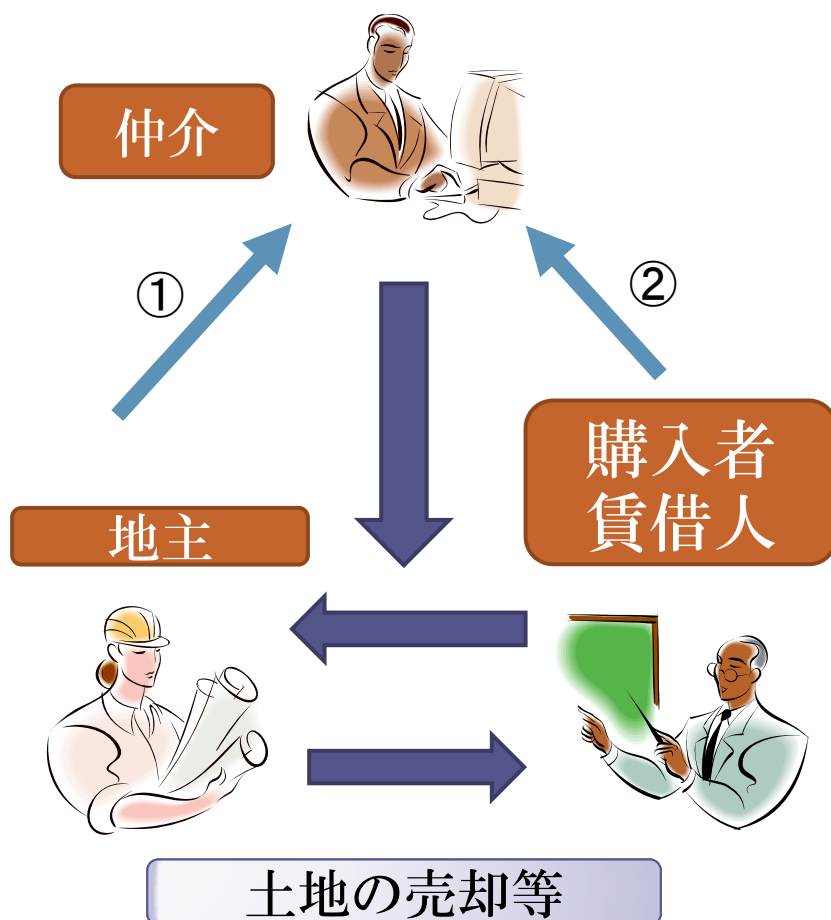 仲介
①
②
購入者
賃借人
地主
土地の売却等